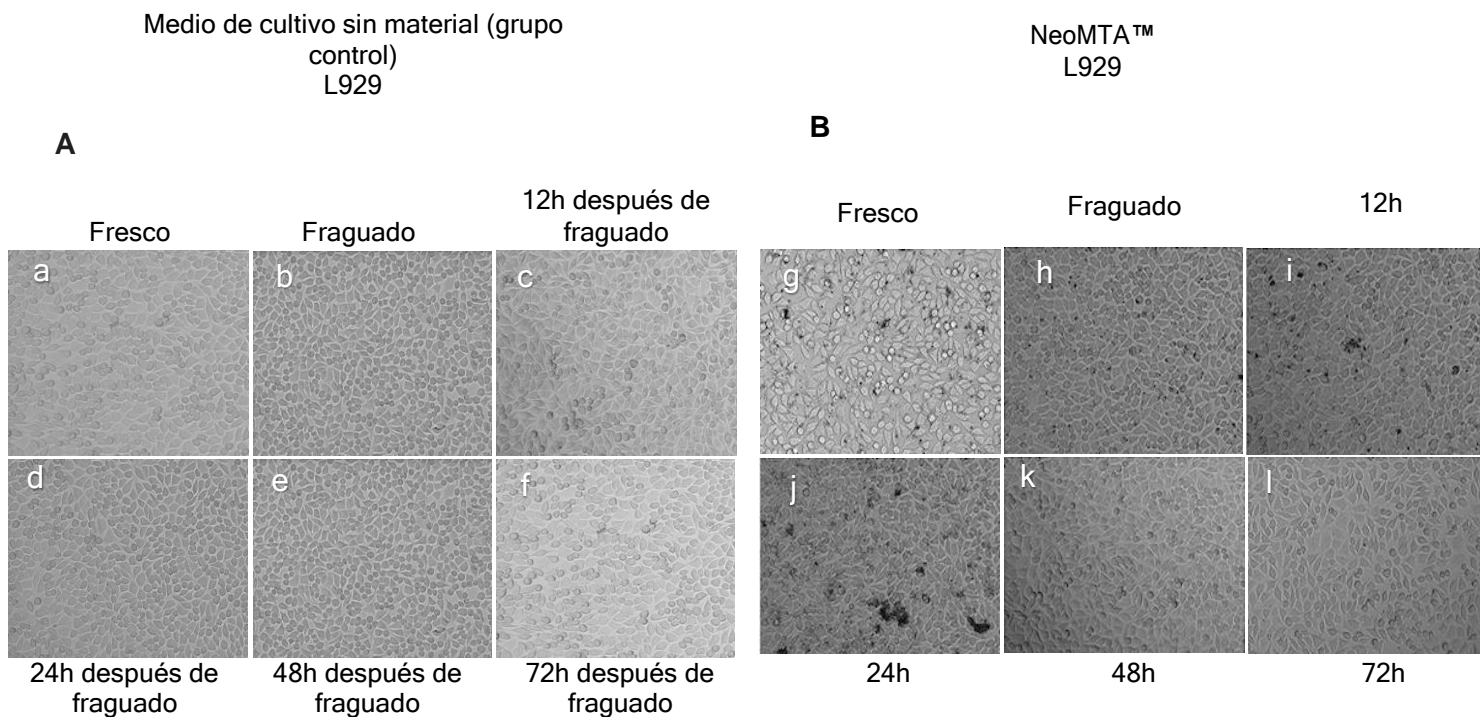 Medio de cultivo sin material (grupo
control)
L929
NeoMTA™
L929
A
B
Fresco
Fraguado
12h después de
fraguado
Fresco
Fraguado
12h
a
b
c
g
h
i
d
e
f
j
k
l
24h después de
fraguado
48h después de
fraguado
72h después de
fraguado
24h
48h
72h